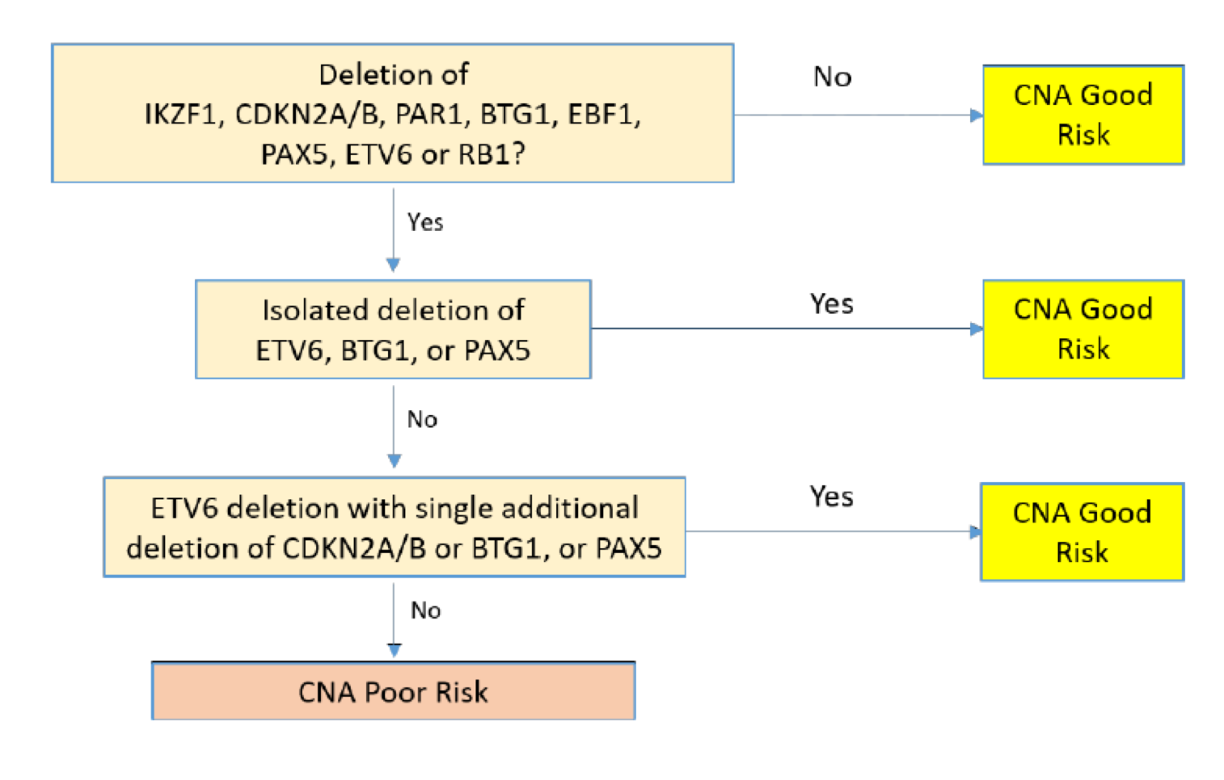 Deletion of
IKZF1, CDKN2A/B, PAR1, BTG1, EBF1,
PAX5, ETV6 or RB1?
No
CNA Good
Risk
Yes
Isolated deletion of
ETV6, BTG1, or PAX5
Yes
CNA Good
Risk
No
ETV6 deletion with single additional
deletion of CDKN2A/B or BTG1, or PAX5
Yes
CNA Good
Risk
No
CNA Poor Risk